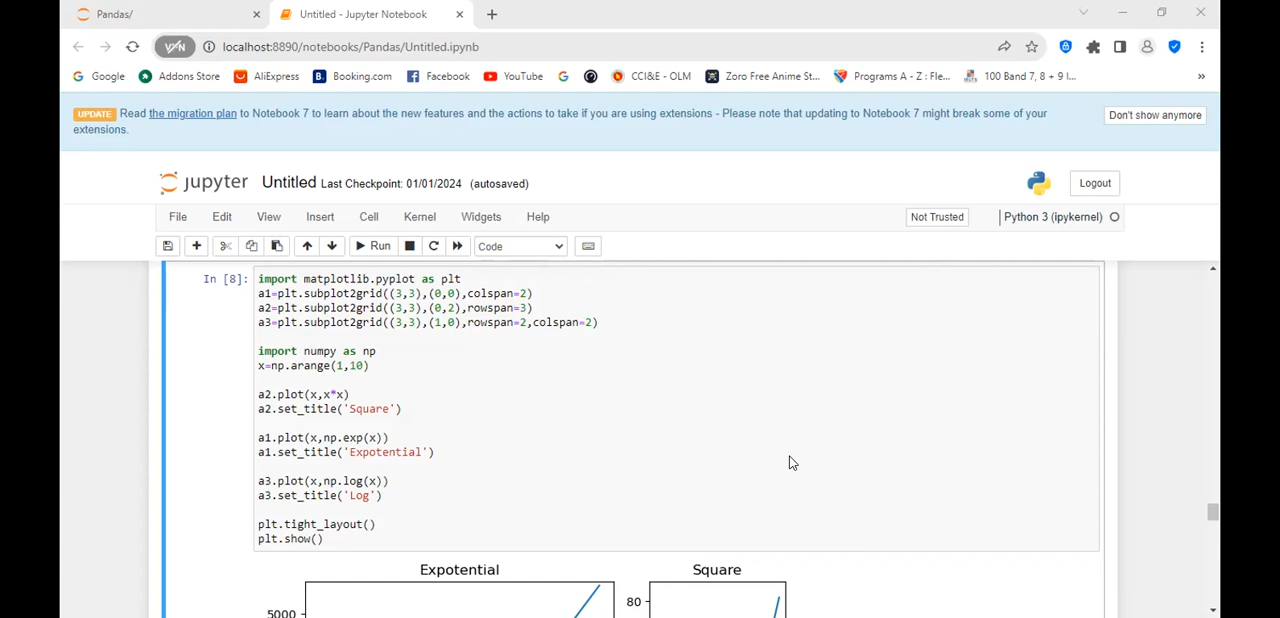 Pandas/
Untitled - Jupyter Notebook
VPN
localhost:8890/notebooks/Pandas/Untitled.ipynb
Google
Addons Store
AliExpress
B. Booking.com
Facebook
YouTube
CCI&E - OLM
Zoro Free Anime St...
Programs A - Z : Fle...
100 Band 7, 8 + 9 I...
»
UPDATE Read the migration plan to Notebook 7 to learn about the new features and the actions to take if you are using extensions - Please note that updating to Notebook 7 might break some of your
extensions.
Don't show anymore
jupyter Untitled Last Checkpoint: 01/01/2024 (autosaved)
Logout
File Edit View Insert Cell Kernel Widgets Help
Not Trusted
Python 3 (ipykernel)
Run
Code
In [8]:
import matplotlib.pyplot as plt
a1=plt.subplot2grid((3,3),(0,0),colspan=2)
a2=plt.subplot2grid((3,3),(0,2),rowspan=3)
a3=plt.subplot2grid((3,3),(1,0),rowspan=2,colspan=2)
import numpy as np
x=np.arange(1,10)
a2.plot(x,x*x)
a2.set_title('Square')
a1.plot(x,np.exp(x))
a1.set_title('Expotential')
a3.plot(x,np.log(x))
a3.set_title('Log')
plt.tight_layout()
plt.show()
Expotential
Square
5000
80